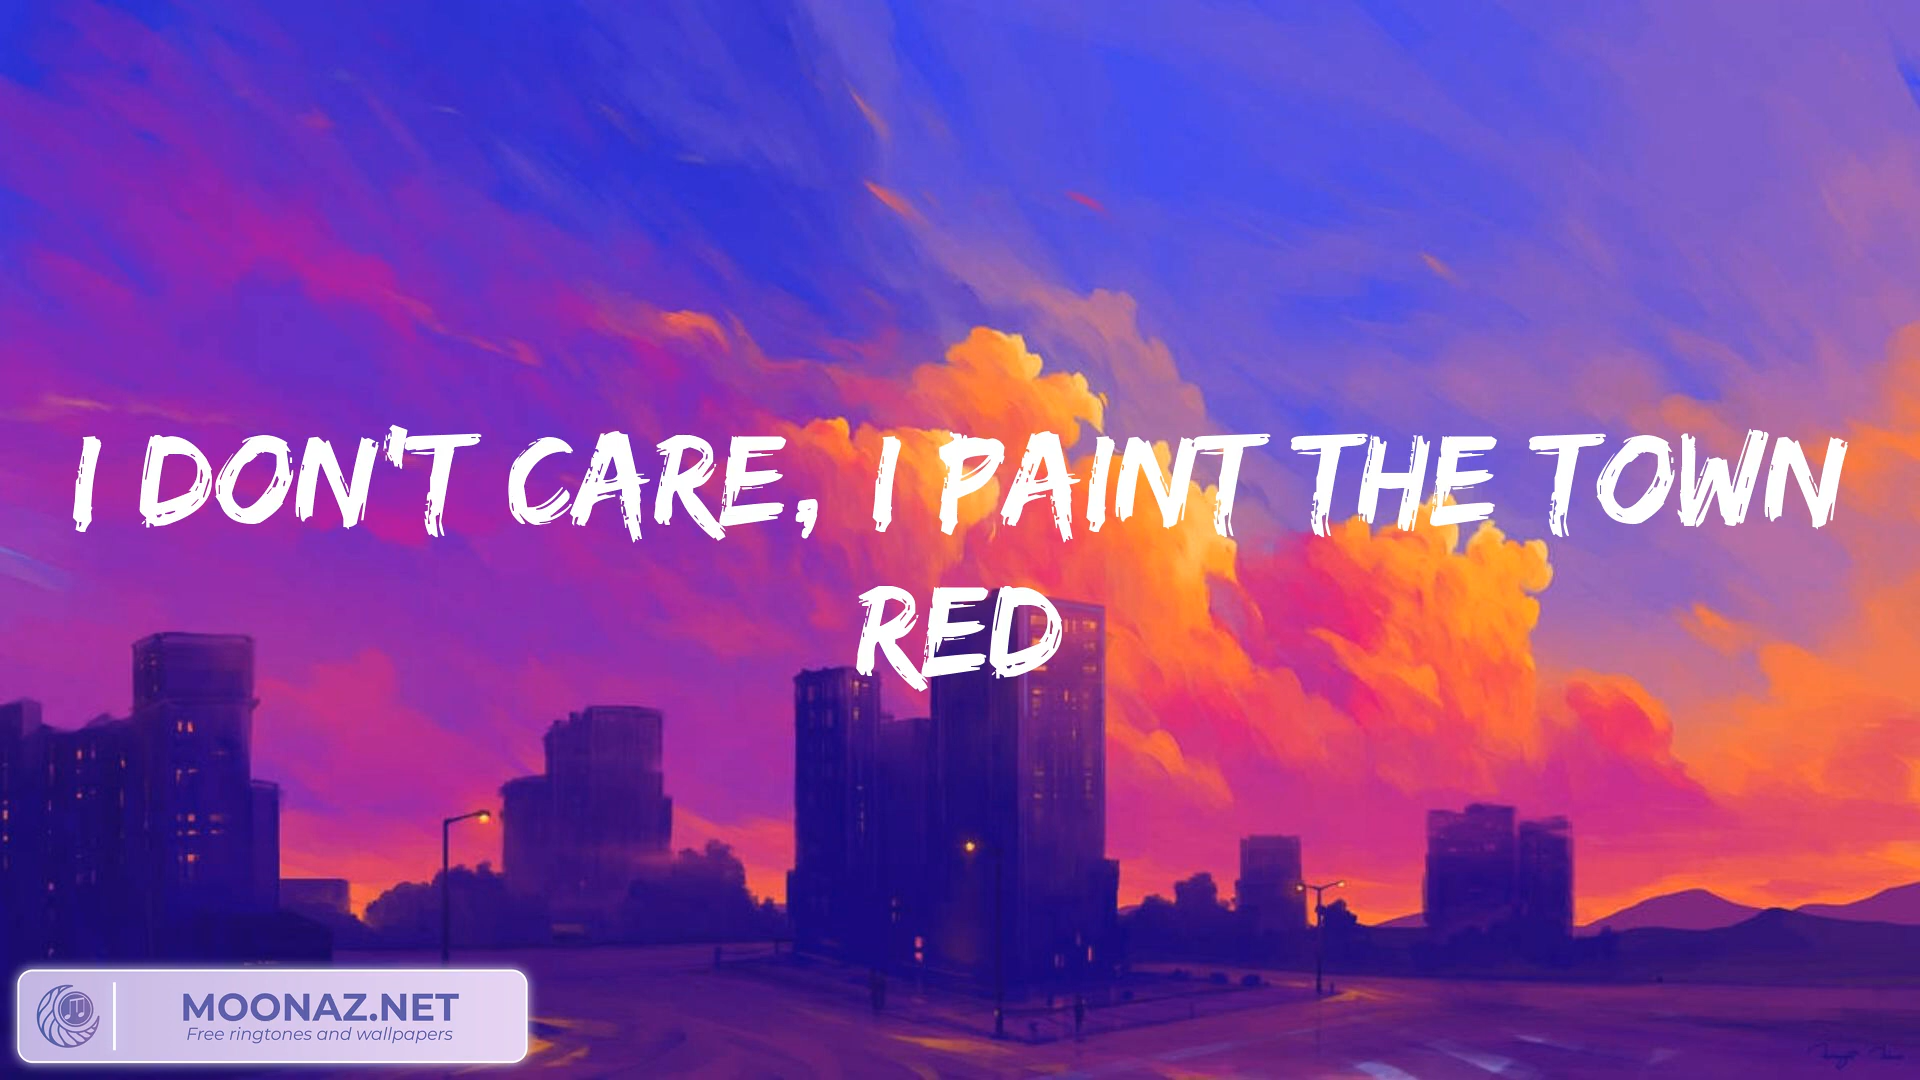 I DON'T CARE, I PAINT THE TOWN
RED
MOONAZ.NET
Free ringtones and wallpapers